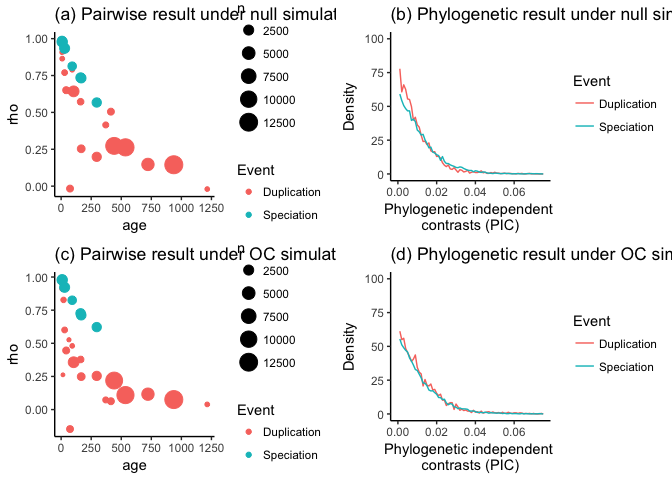 (a) Pairwise result under null simulat
n
1.00
0.75
0.50
0.25
0.00
rho
0 250 500 750 1000 1250
age
2500
5000
7500
10000
12500
Event
Duplication
Speciation
(b) Phylogenetic result under null sim
100
75
50
25
0
Density
0.00 0.02 0.04 0.06
Phylogenetic independent
contrasts (PIC)
Event
Duplication
Speciation
(c) Pairwise result under OC simulat
n
1.00
0.75
0.50
0.25
0.00
rho
0 250 500 750 1000 1250
age
2500
5000
7500
10000
12500
Event
Duplication
Speciation
(d) Phylogenetic result under OC sim
100
75
50
25
0
Density
0.00 0.02 0.04 0.06
Phylogenetic independent
contrasts (PIC)
Event
Duplication
Speciation